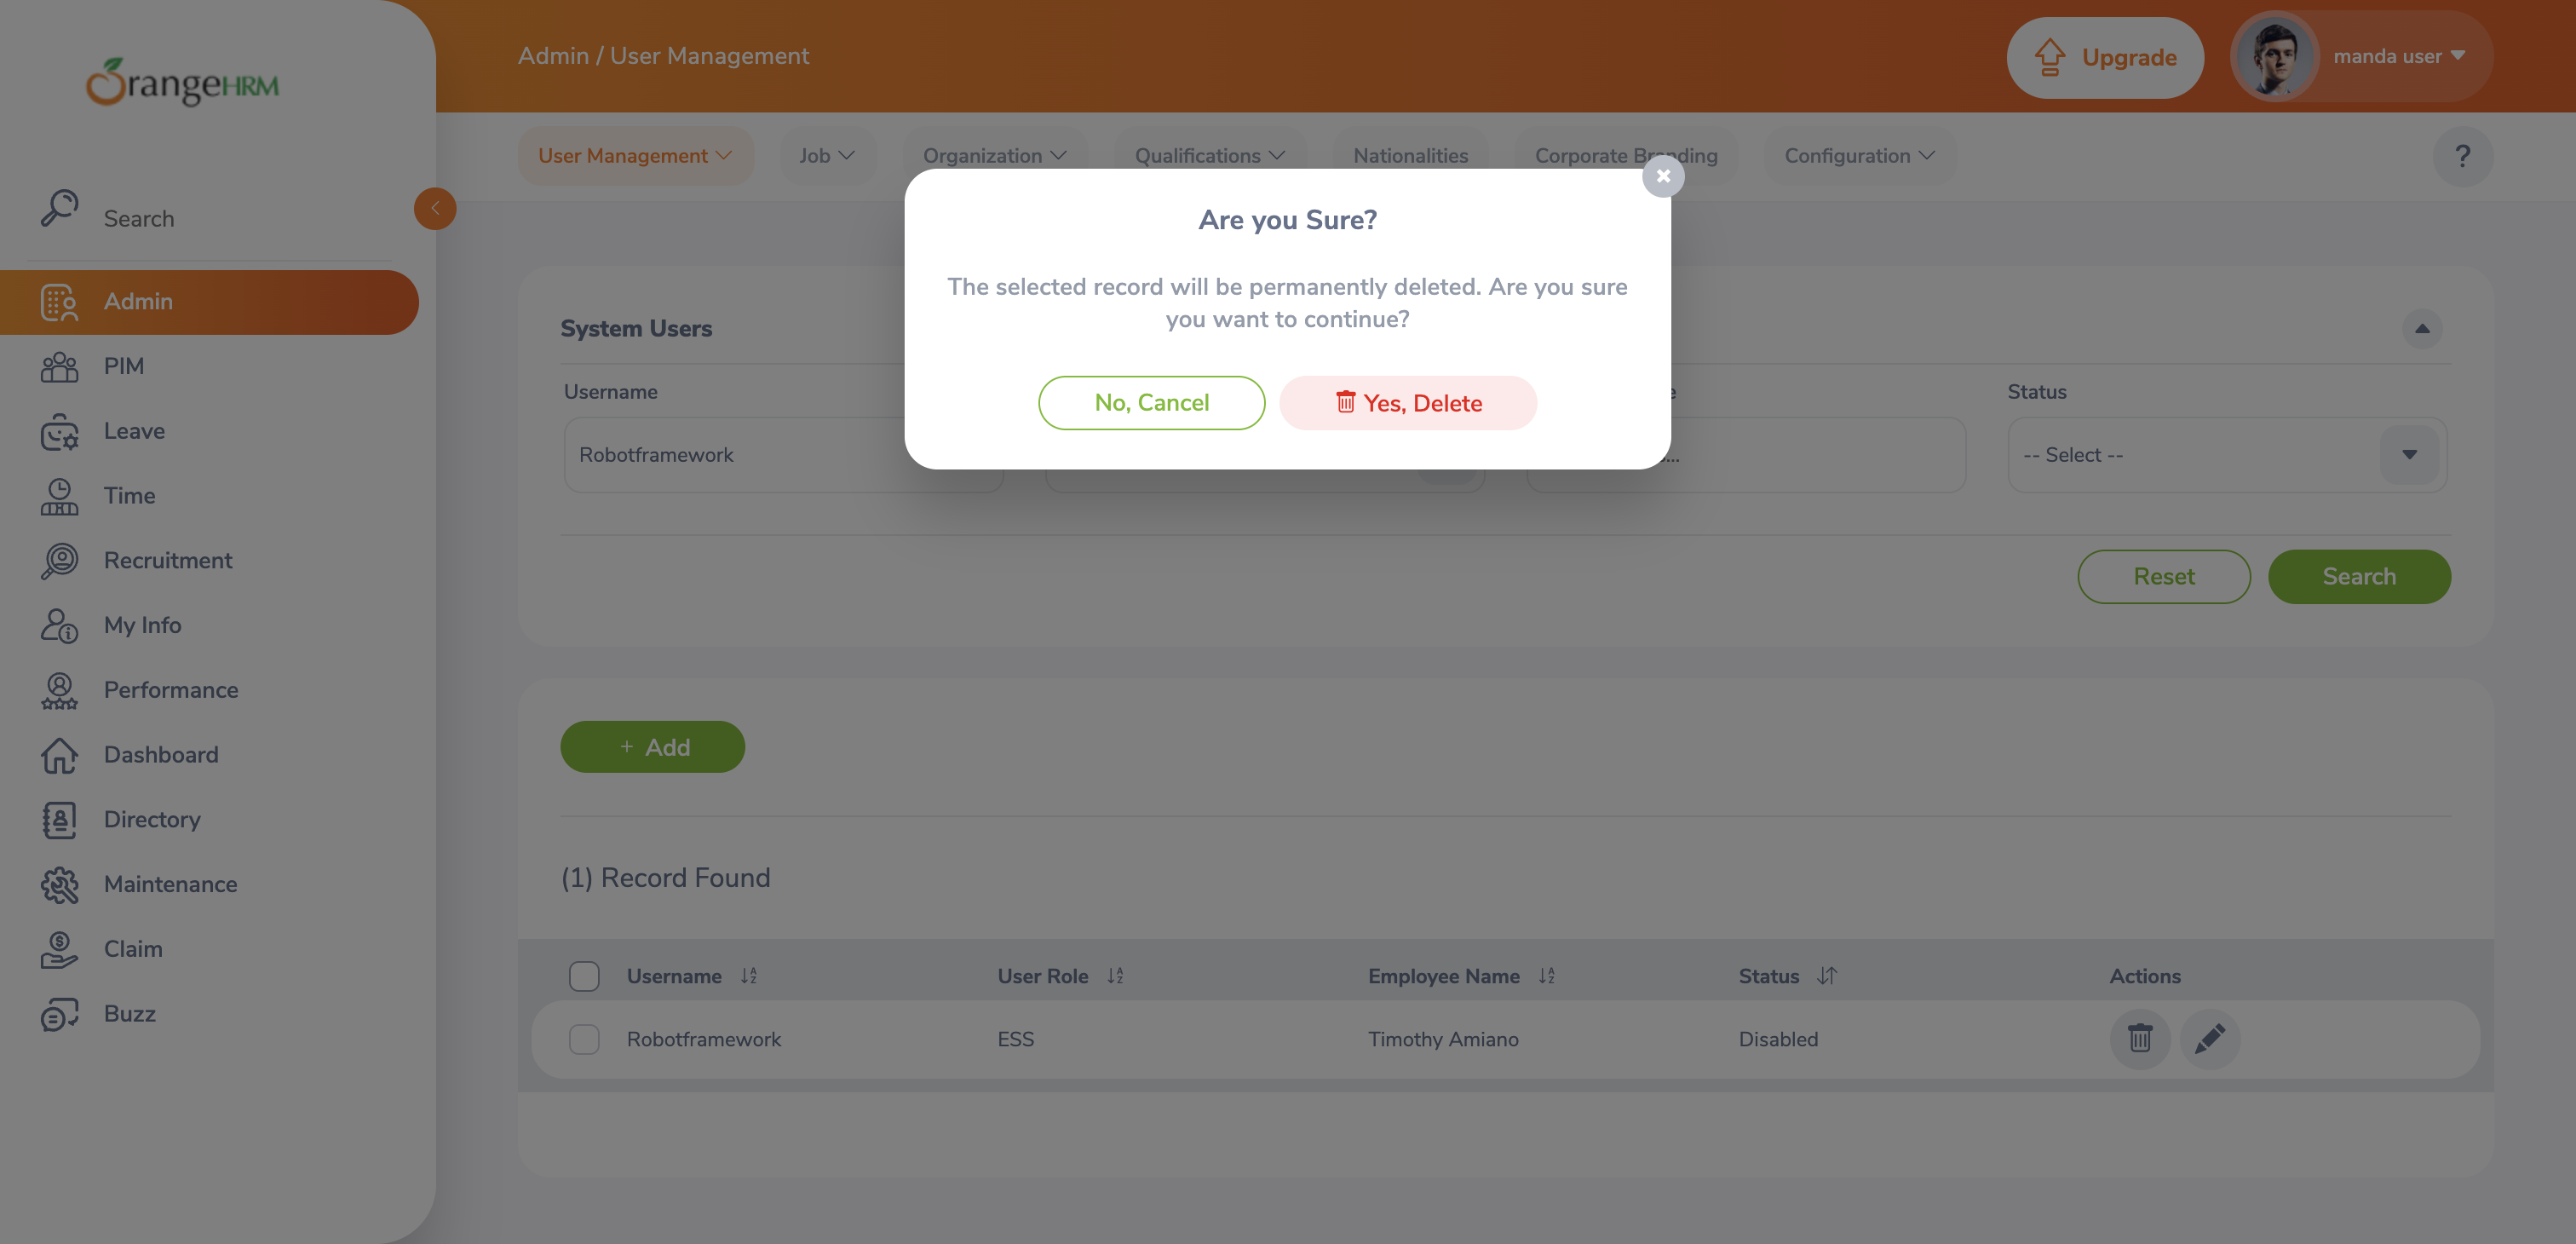 OrangeHRM
Search
Admin
PIM
Leave
Time
Recruitment
My Info
Performance
Dashboard
Directory
Maintenance
Claim
Buzz
Admin / User Management
Upgrade
manda user
User Management
Job
Organization
Qualifications
Nationalities
Corporate Branding
Configuration
?
Are you Sure?
The selected record will be permanently deleted. Are you sure
you want to continue?
No, Cancel
Yes, Delete
System Users
Username
Status
Robotframework
-- Select --
Reset
Search
+ Add
(1) Record Found
Username User Role Employee Name Status Actions
Robotframework ESS Timothy Amiano Disabled